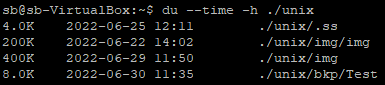 sb@sb-VirtualBox:~$ du --time -h ./unix
4.0K 2022-06-25 12:11 ./unix/.ss
200K 2022-06-22 14:02 ./unix/img/img
400K 2022-06-29 11:50 ./unix/img
8.0K 2022-06-30 11:35 ./unix/bkp/Test